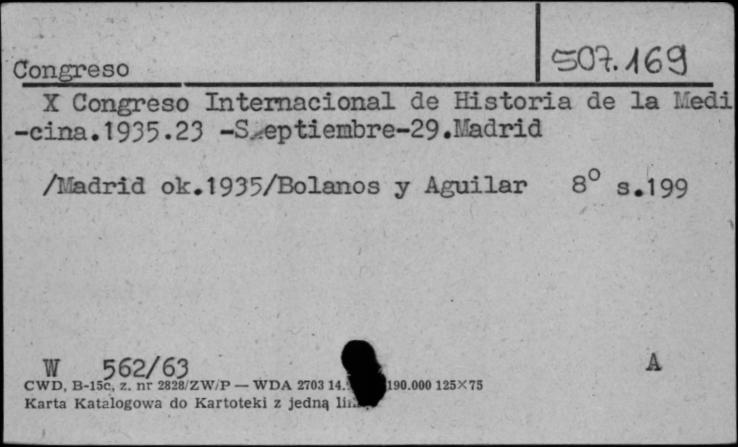 507.169
Congreso
X Congreso Internacional de Historia de la Medi
-cina.1935.23 -Septiembre-29.Madrid
/Madrid ok.1935/Bolanos y Aguilar 8° s.199
W 562/63 A
CWD, B-15c, z. nr 2828/ZW/P — WDA 2703 14. 190.000 125×75
Karta Katalogowa do Kartoteki z jedną